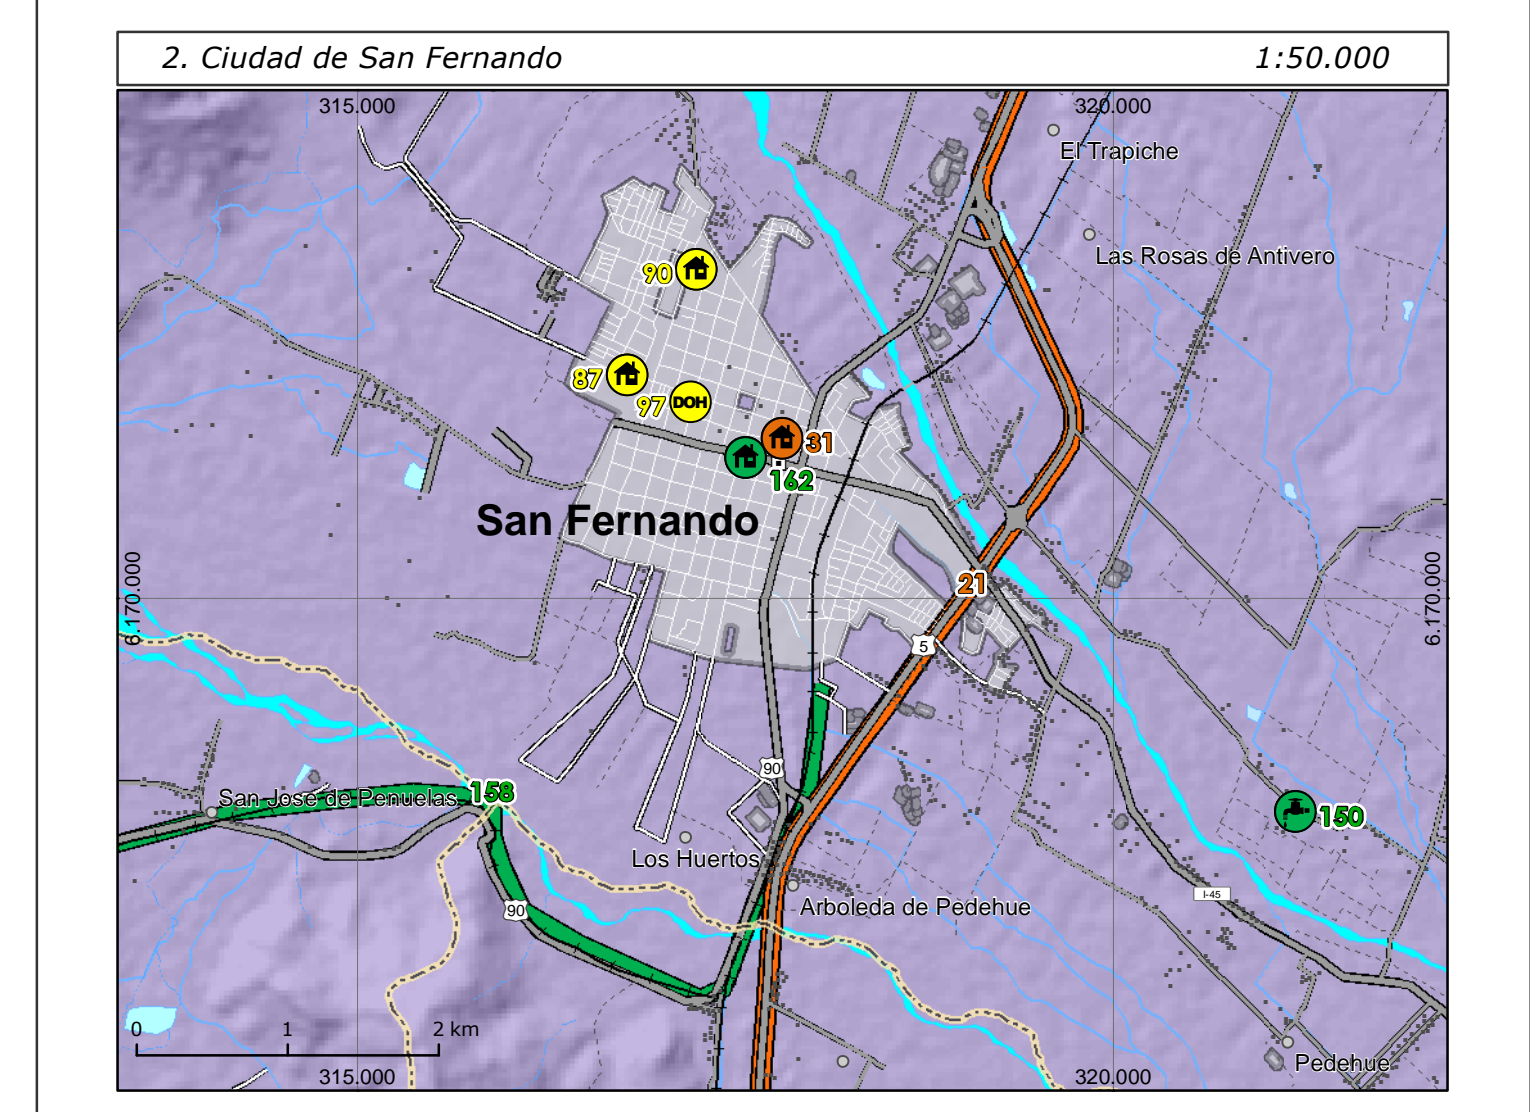 2. Ciudad de San Fernando 1:50.000
315.000 320.000
El Trapiche
Las Rosas de Antivero
90
87
97 DOH
31
162
San Fernando
6.170.000 6.170.000
21
5
90
San Jose de Penuelas 158
150
Los Huertos
I-45
90
Arboleda de Pedehue
0 1 2 km
Pedehue
315.000 320.000